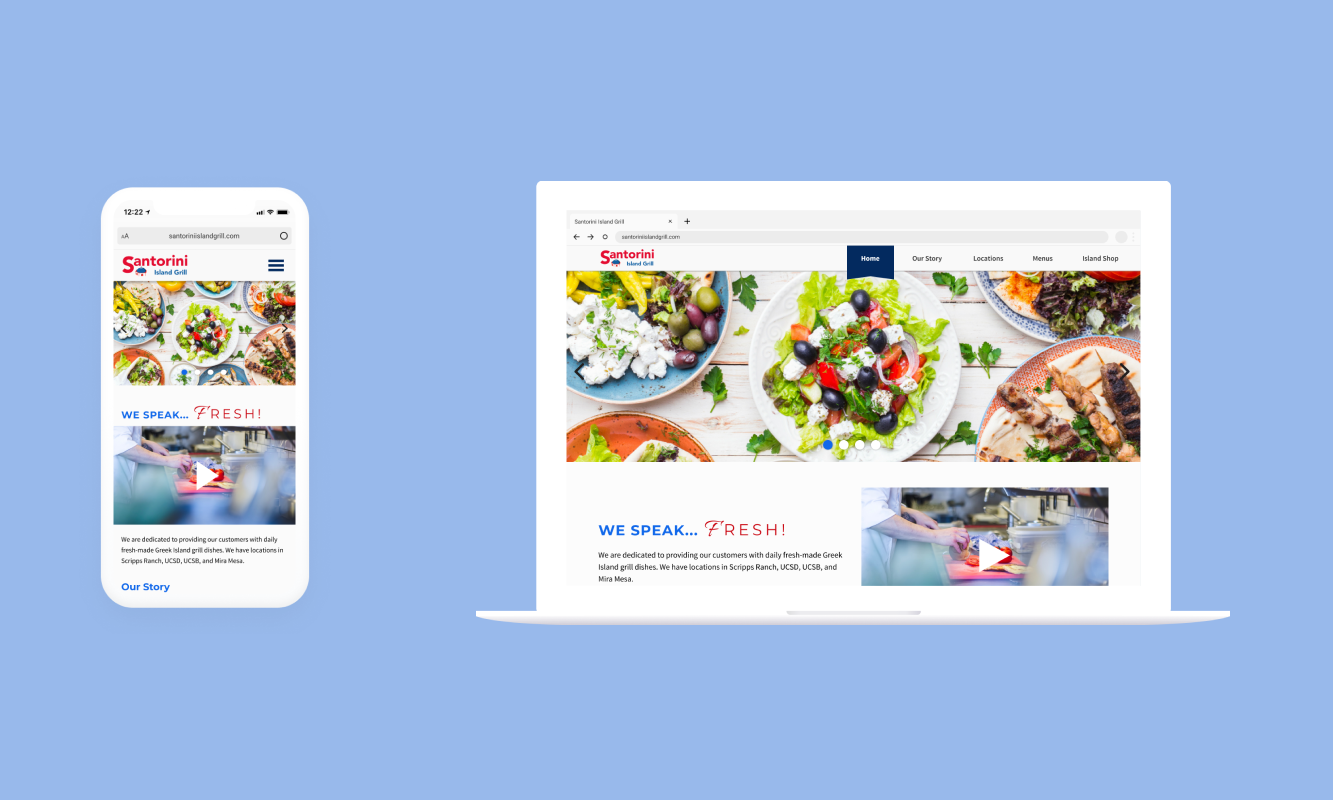 12:22
AA
santoriniislandgrill.com
Santorini
Island Grill
WE SPEAK... FRESH!
We are dedicated to providing our customers with daily
fresh-made Greek Island grill dishes. We have locations in
Scripps Ranch, UCSD, UCSB, and Mira Mesa.
Our Story
Santorini Island Grill
santoriniislandgrill.com
Santorini
Island Grill
Home
Our Story
Locations
Menus
Island Shop
WE SPEAK... FRESH!
We are dedicated to providing our customers with daily fresh-made Greek
Island grill dishes. We have locations in Scripps Ranch, UCSD, UCSB, and
Mira Mesa.